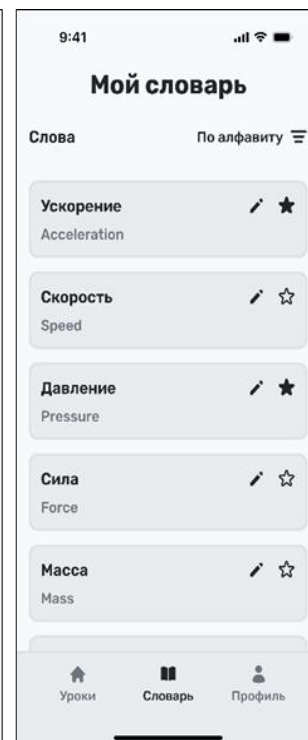 9:41
Мой словарь
Слова По алфавиту
Ускорение
Acceleration
Скорость
Speed
Давление
Pressure
Сила
Force
Масса
Mass
Уроки Словарь Профиль